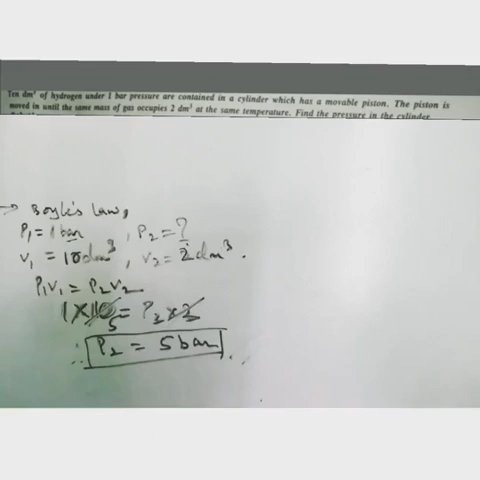 Ten dm³ of hydrogen under 1 bar pressure are contained in a cylinder which has a movable piston. The piston is
moved in until the same mass of gas occupies 2 dm³ at the same temperature. Find the pressure in the cylinder.
→ Boyle's Law,
P₁ = 1 bar , P₂ = ?
V₁ = 10 dm³ , V₂ = 2 dm³.
P₁V₁ = P₂V₂
1 × 10 5 = P₂ × 2
∴ P₂ = 5 bar.